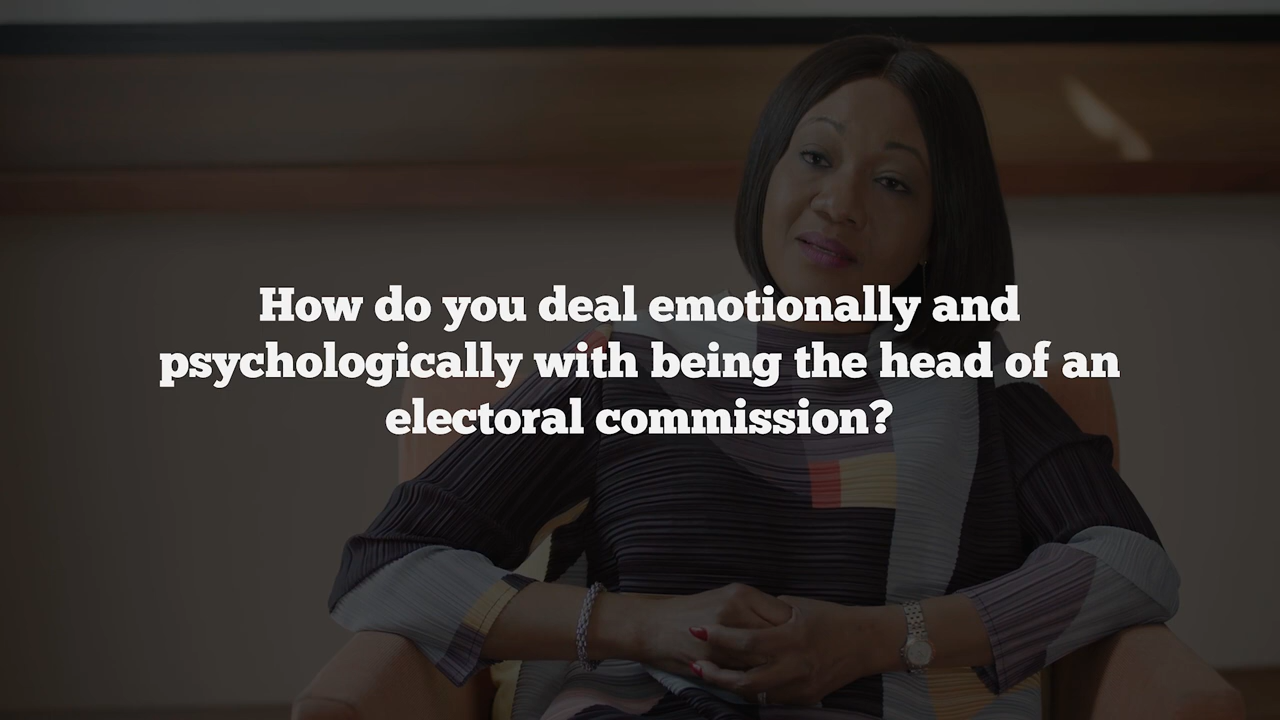 How do you deal emotionally and
psychologically with being the head of an
electoral commission?